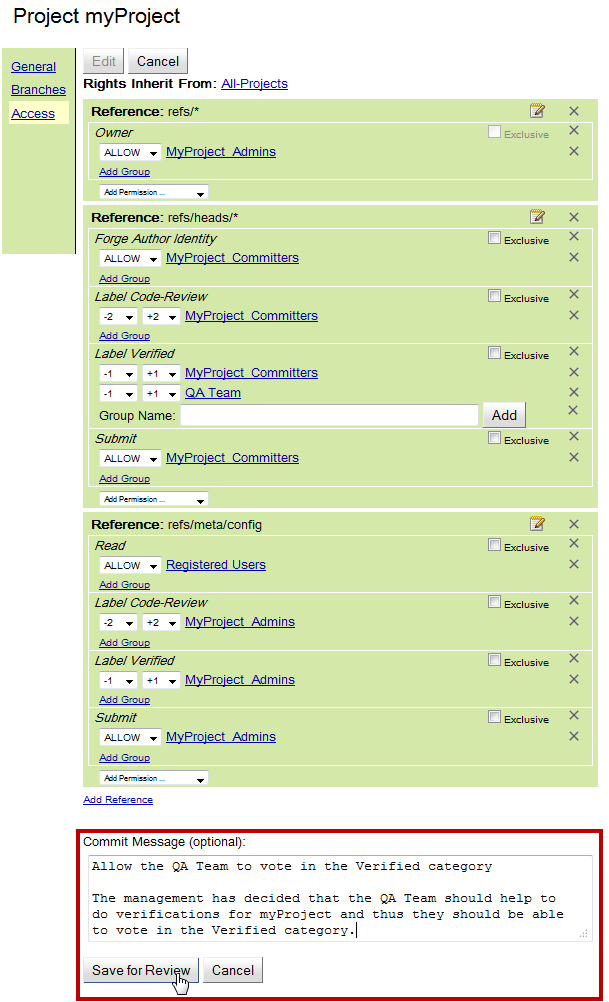 Project myProject
General
Branches
Access
Edit Cancel
Rights Inherit From: All-Projects
Reference: refs/*
Owner Exclusive
ALLOW MyProject_Admins
Add Group
Add Permission ...
Reference: refs/heads/*
Forge Author Identity Exclusive
ALLOW MyProject_Committers
Add Group
Label Code-Review Exclusive
-2 +2 MyProject_Committers
Add Group
Label Verified Exclusive
-1 +1 MyProject_Committers
-1 +1 QA Team
Group Name: Add
Submit Exclusive
ALLOW MyProject_Committers
Add Group
Add Permission ...
Reference: refs/meta/config
Read Exclusive
ALLOW Registered Users
Add Group
Label Code-Review Exclusive
-2 +2 MyProject_Admins
Add Group
Label Verified Exclusive
-1 +1 MyProject_Admins
Add Group
Submit Exclusive
ALLOW MyProject_Admins
Add Group
Add Permission ...
Add Reference
Commit Message (optional):
Allow the QA Team to vote in the Verified category
The management has decided that the QA Team should help to
do verifications for myProject and thus they should be able
to vote in the Verified category.
Save for Review Cancel